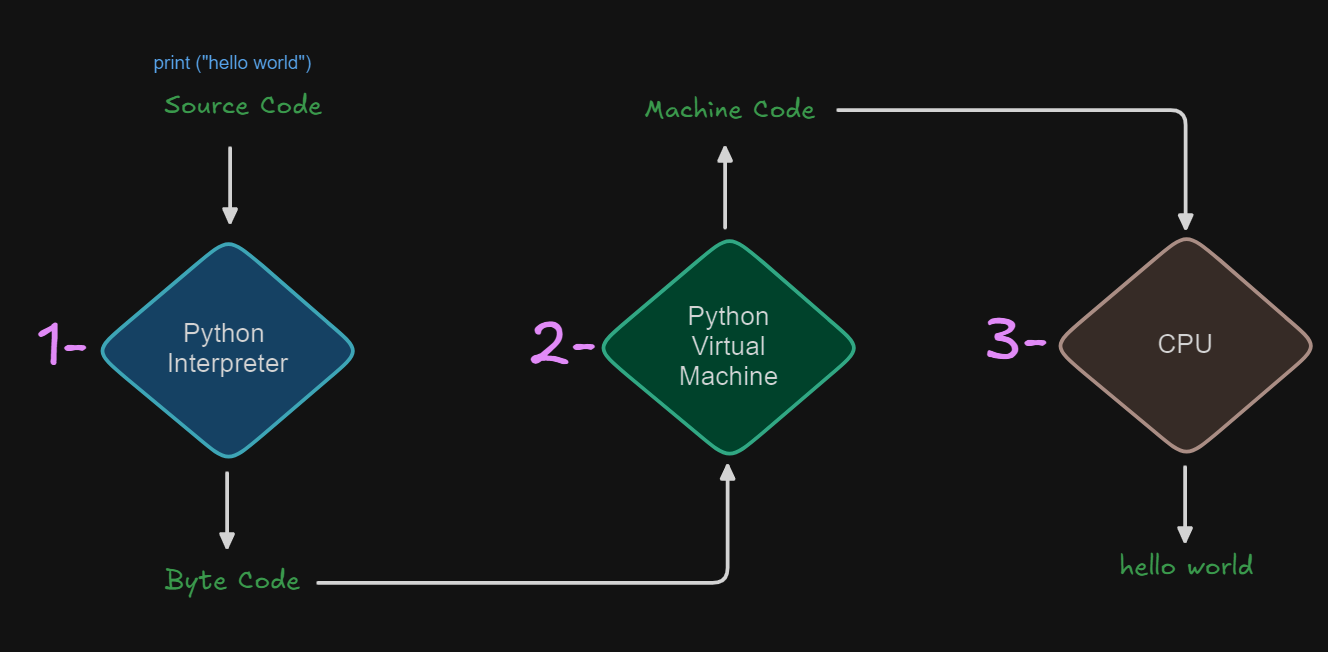 print ("hello world")
Source Code
1-
Python
Interpreter
Byte Code
2-
Python
Virtual
Machine
Machine Code
3-
CPU
hello world